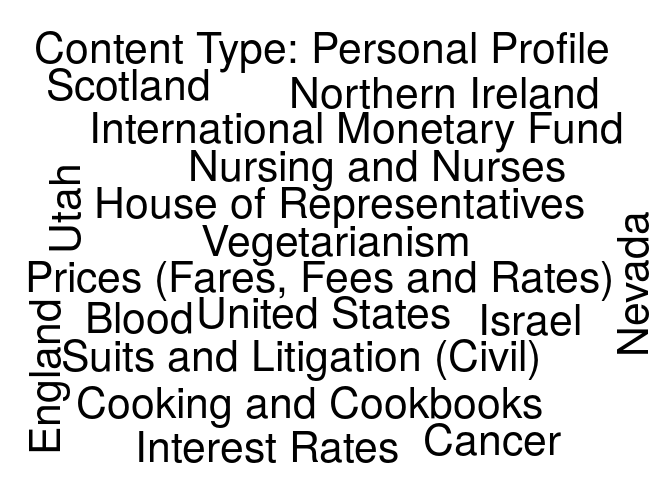 Content Type: Personal Profile
Scotland
Northern Ireland
International Monetary Fund
Nursing and Nurses
Utah
House of Representatives
Vegetarianism
Nevada
Prices (Fares, Fees and Rates)
Blood
United States
Israel
England
Suits and Litigation (Civil)
Cooking and Cookbooks
Interest Rates
Cancer